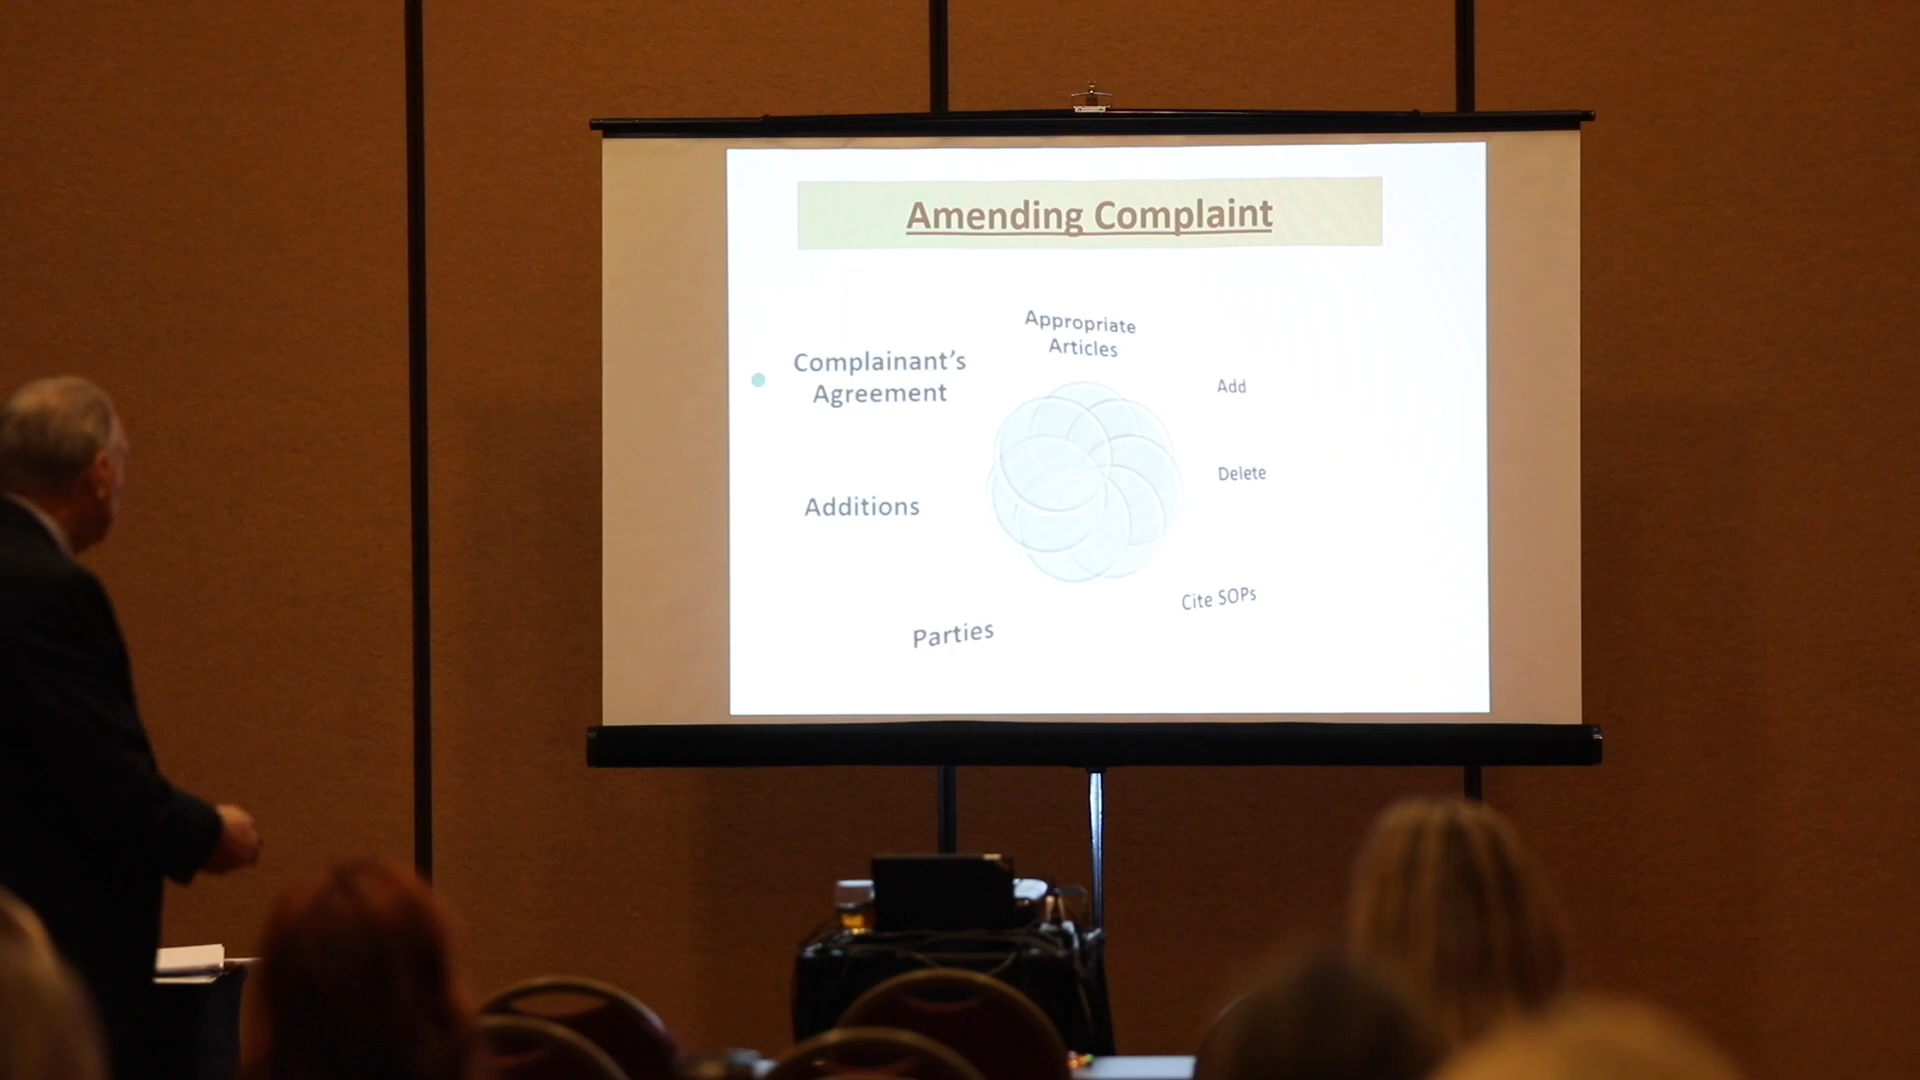 Amending Complaint
Appropriate
Articles
Complainant's
Agreement
Add
Delete
Additions
Cite SOPs
Parties